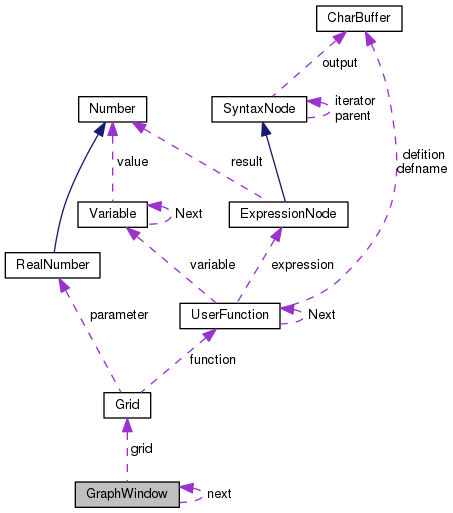 CharBuffer
output
Number
SyntaxNode
iterator
parent
value
result
defition
defname
Variable
Next
ExpressionNode
RealNumber
variable
expression
UserFunction
Next
parameter
function
Grid
grid
GraphWindow
next